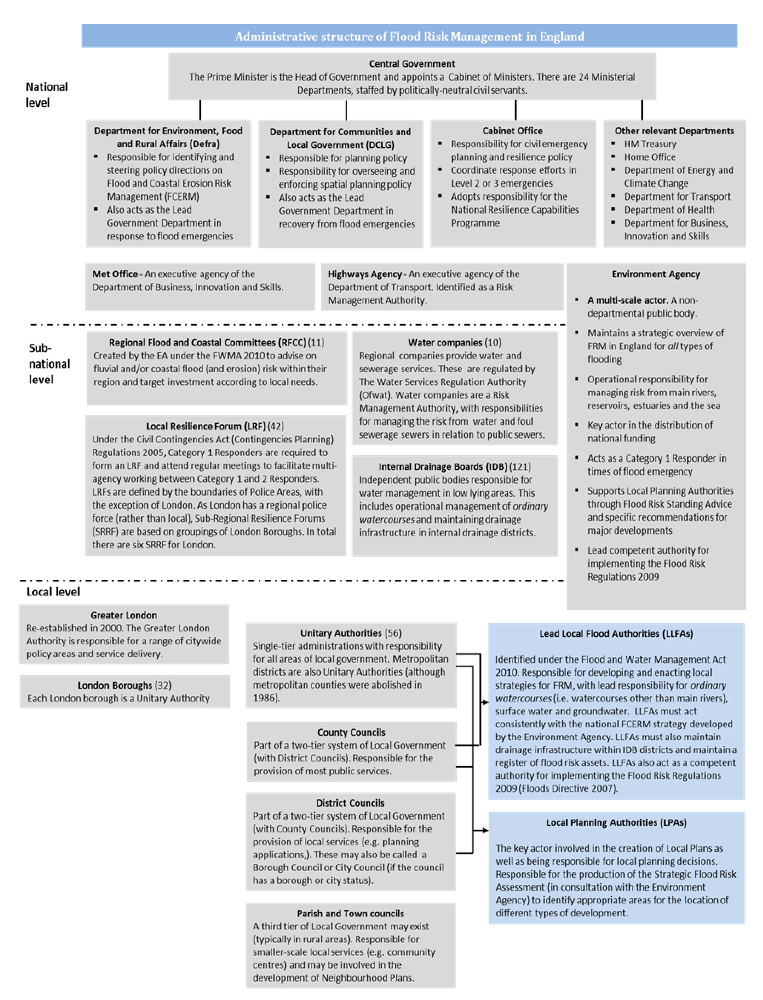 Administrative structure of Flood Risk Management in England
National
level
Central Government
The Prime Minister is the Head of Government and appoints a Cabinet of Ministers. There are 24 Ministerial
Departments, staffed by politically-neutral civil servants.
Department for Environment, Food
and Rural Affairs (Defra)
▪ Responsible for identifying and
steering policy directions on
Flood and Coastal Erosion Risk
Management (FCERM)
▪ Also acts as the Lead
Government Department in
response to flood emergencies
Department for Communities and
Local Government (DCLG)
▪ Responsible for planning policy
▪ Responsibility for overseeing and
enforcing spatial planning policy
▪ Also acts as the Lead
Government Department in
recovery from flood emergencies
Cabinet Office
▪ Responsibility for civil emergency
planning and resilience policy
▪ Coordinate response efforts in
Level 2 or 3 emergencies
▪ Adopts responsibility for the
National Resilience Capabilities
Programme
Other relevant Departments
▪ HM Treasury
▪ Home Office
▪ Department of Energy and
Climate Change
▪ Department for Transport
▪ Department of Health
▪ Department for Business,
Innovation and Skills
Met Office - An executive agency of the
Department of Business, Innovation and Skills.
Highways Agency - An executive agency of the
Department of Transport. Identified as a Risk
Management Authority.
Environment Agency
▪ A multi-scale actor. A non-
departmental public body.
▪ Maintains a strategic overview of
FRM in England for all types of
flooding
▪ Operational responsibility for
managing risk from main rivers,
reservoirs, estuaries and the sea
▪ Key actor in the distribution of
national funding
▪ Acts as a Category 1 Responder in
times of flood emergency
▪ Supports Local Planning Authorities
through Flood Risk Standing Advice
and specific recommendations for
major developments
▪ Lead competent authority for
implementing the Flood Risk
Regulations 2009
Sub-
national
level
Regional Flood and Coastal Committees (RFCC) (11)
Created by the EA under the FWMA 2010 to advise on
fluvial and/or coastal flood (and erosion) risk within their
region and target investment according to local needs.
Water companies (10)
Regional companies provide water and
sewerage services. These are regulated by
The Water Services Regulation Authority
(Ofwat). Water companies are a Risk
Management Authority, with responsibilities
for managing the risk from water and foul
sewerage sewers in relation to public sewers.
Local Resilience Forum (LRF) (42)
Under the Civil Contingencies Act (Contingencies Planning)
Regulations 2005, Category 1 Responders are required to
form an LRF and attend regular meetings to facilitate multi-
agency working between Category 1 and 2 Responders.
LRFs are defined by the boundaries of Police Areas, with
the exception of London. As London has a regional police
force (rather than local), Sub-Regional Resilience Forums
(SRRF) are based on groupings of London Boroughs. In total
there are six SRRF for London.
Internal Drainage Boards (IDB) (121)
Independent public bodies responsible for
water management in low lying areas. This
includes operational management of ordinary
watercourses and maintaining drainage
infrastructure in internal drainage districts.
Local level
Greater London
Re-established in 2000. The Greater London
Authority is responsible for a range of citywide
policy areas and service delivery.
London Boroughs (32)
Each London borough is a Unitary Authority
Unitary Authorities (56)
Single-tier administrations with responsibility
for all areas of local government. Metropolitan
districts are also Unitary Authorities (although
metropolitan counties were abolished in
1986).
County Councils
Part of a two-tier system of Local Government
(with District Councils). Responsible for the
provision of most public services.
District Councils
Part of a two-tier system of Local Government
(with County Councils). Responsible for the
provision of local services (e.g. planning
applications,). These may also be called a
Borough Council or City Council (if the council
has a borough or city status).
Parish and Town councils
A third tier of Local Government may exist
(typically in rural areas). Responsible for
smaller-scale local services (e.g. community
centres) and may be involved in the
development of Neighbourhood Plans.
Lead Local Flood Authorities (LLFAs)
Identified under the Flood and Water Management Act
2010. Responsible for developing and enacting local
strategies for FRM, with lead responsibility for ordinary
watercourses (i.e. watercourses other than main rivers),
surface water and groundwater. LLFAs must act
consistently with the national FCERM strategy developed
by the Environment Agency. LLFAs must also maintain
drainage infrastructure within IDB districts and maintain a
register of flood risk assets. LLFAs also act as a competent
authority for implementing the Flood Risk Regulations
2009 (Floods Directive 2007).
Local Planning Authorities (LPAs)
The key actor involved in the creation of Local Plans as
well as being responsible for local planning decisions.
Responsible for the production of the Strategic Flood Risk
Assessment (in consultation with the Environment
Agency) to identify appropriate areas for the location of
different types of development.